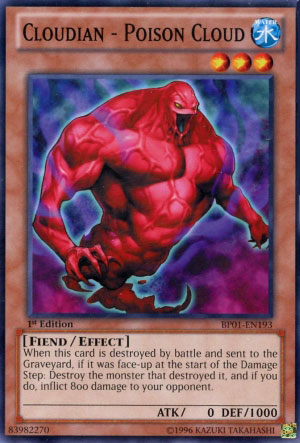 Cloudian - Poison Cloud
WATER
水
1st Edition
BP01-EN193
[FIEND / EFFECT]
When this card is destroyed by battle and sent to
the Graveyard, if it was face-up at the start of the Damage
Step: Destroy the monster that destroyed it, and if you
do, inflict 800 damage to your opponent.
ATK/ 0 DEF/1000
83982270
©1996 KAZUKI TAKAHASHI